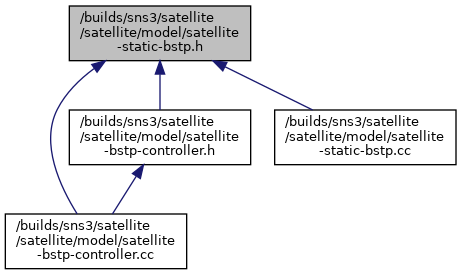 /builds/sns3/satellite
/satellite/model/satellite
-static-bstp.h
/builds/sns3/satellite
/satellite/model/satellite
-bstp-controller.h
/builds/sns3/satellite
/satellite/model/satellite
-static-bstp.cc
/builds/sns3/satellite
/satellite/model/satellite
-bstp-controller.cc